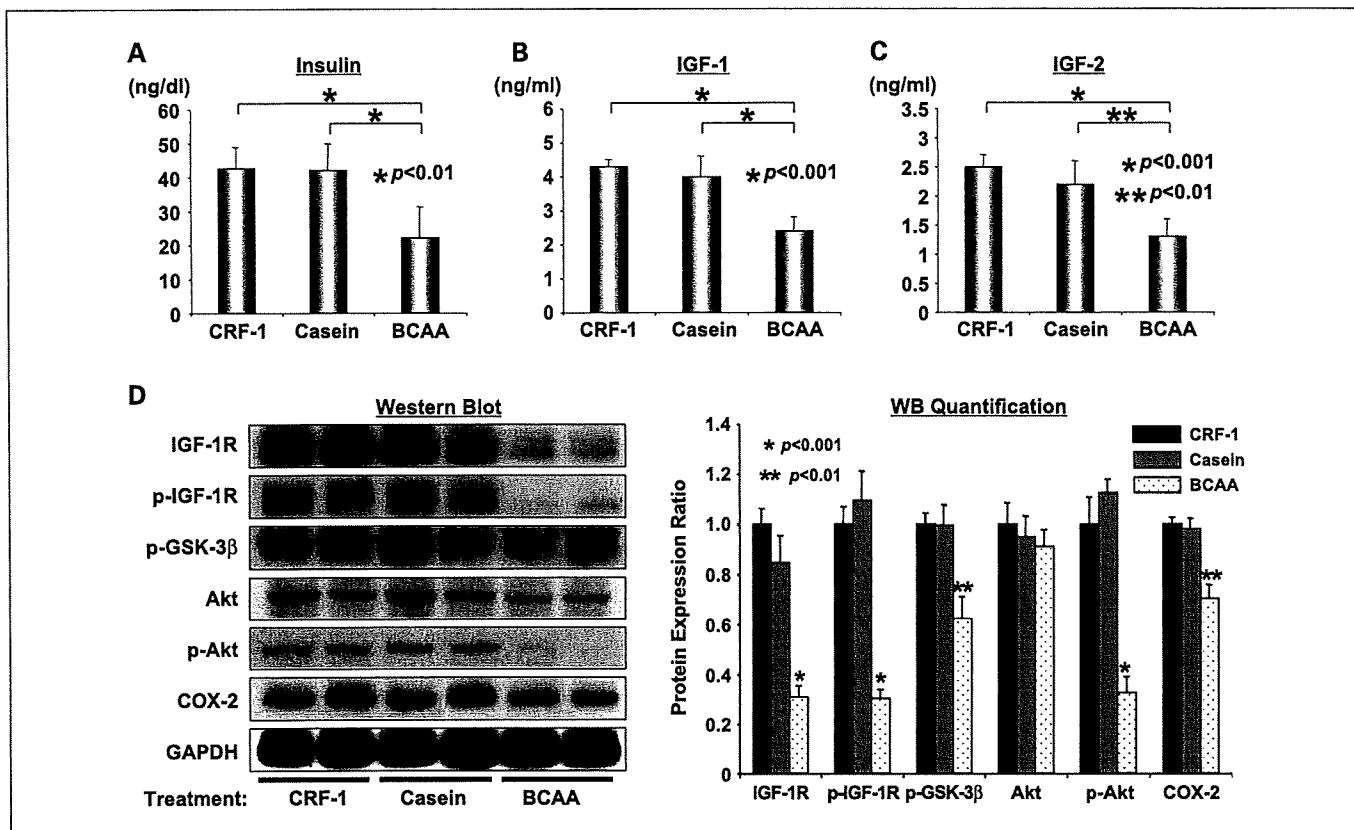 A
Insulin
(ng/dl)
60
50
40
30
20
10
0
*
*
* p<0.01
CRF-1 Casein BCAA
B
IGF-1
(ng/ml)
6
5
4
3
2
1
0
*
*
* p<0.001
CRF-1 Casein BCAA
C
IGF-2
(ng/ml)
3.5
3
2.5
2
1.5
1
0.5
0
*
**
* p<0.001
** p<0.01
CRF-1 Casein BCAA
D
Western Blot
IGF-1R
p-IGF-1R
p-GSK-3β
Akt
p-Akt
COX-2
GAPDH
Treatment: CRF-1 Casein BCAA
WB Quantification
Protein Expression Ratio
1.4
1.2
1.0
0.8
0.6
0.4
0.2
0
* p<0.001
** p<0.01
CRF-1
Casein
BCAA
*
*
**
*
**
IGF-1R p-IGF-1R p-GSK-3β Akt p-Akt COX-2